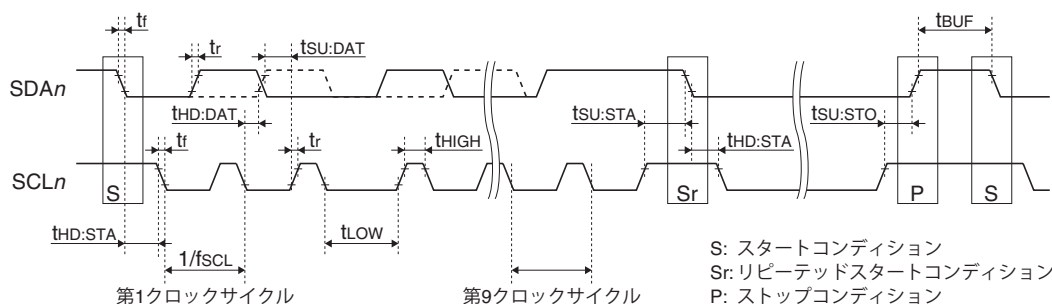 tf
tr
tSU:DAT
tBUF
SDAn
tHD:DAT
tf
tr
tHIGH
tSU:STA
tHD:STA
tSU:STO
SCLn
S
Sr
P
S
tHD:STA
1/fSCL
tLOW
第1クロックサイクル
第9クロックサイクル
S: スタートコンディション
Sr: リピーテッドスタートコンディション
P: ストップコンディション